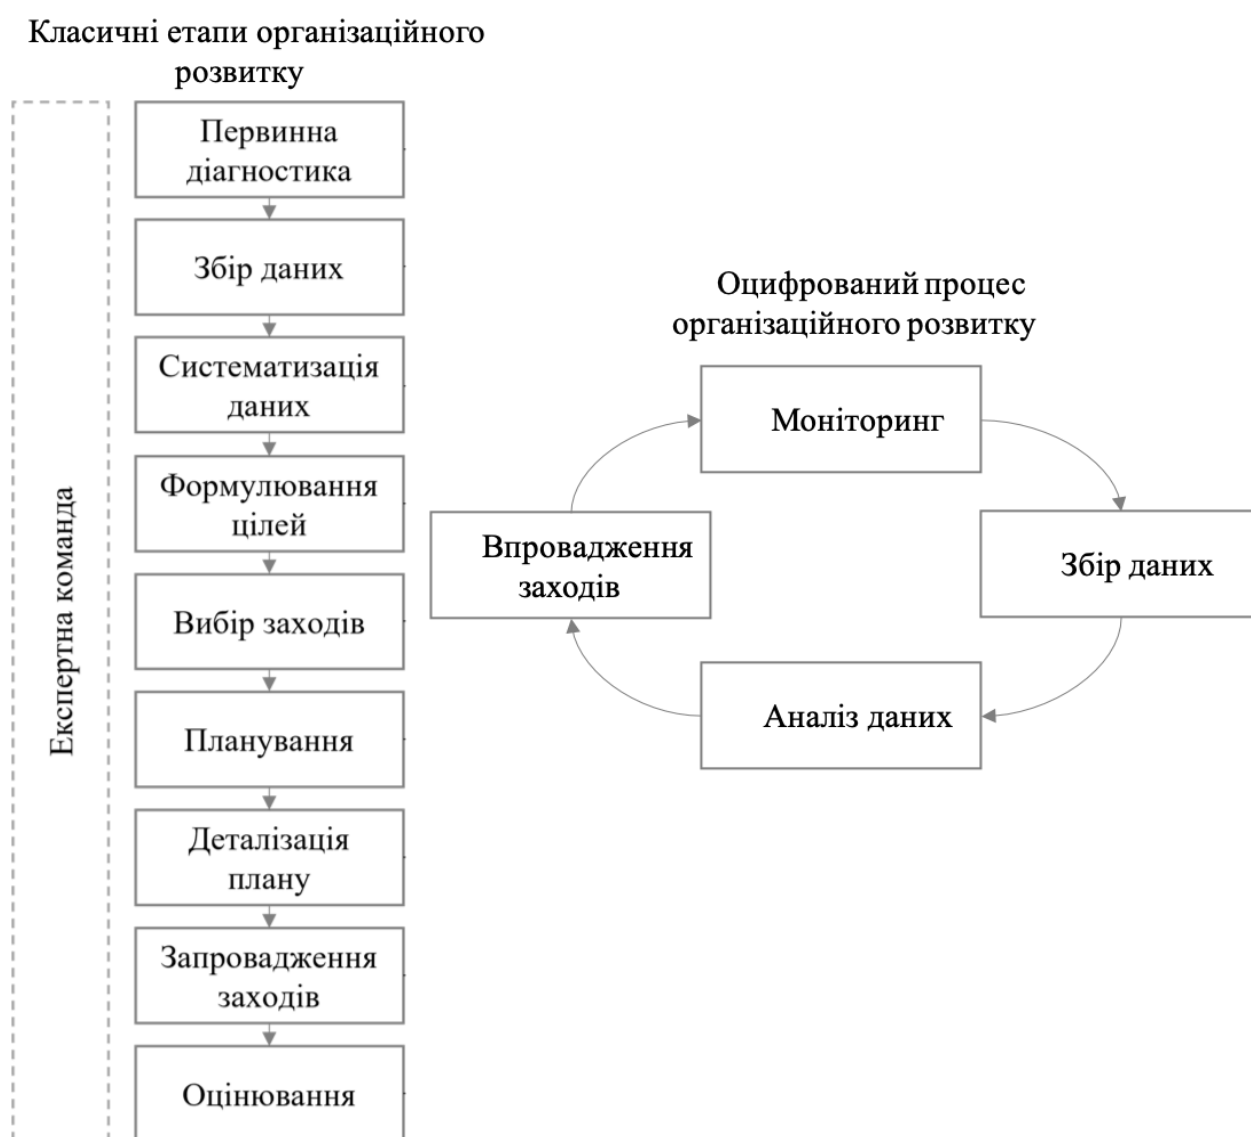 Класичні етапи організаційного
розвитку
Експертна команда
Первинна
діагностика
Збір даних
Систематизація
даних
Формулювання
цілей
Вибір заходів
Планування
Деталізація
плану
Запровадження
заходів
Оцінювання
Оцифрований процес
організаційного розвитку
Моніторинг
Збір даних
Аналіз даних
Впровадження
заходів